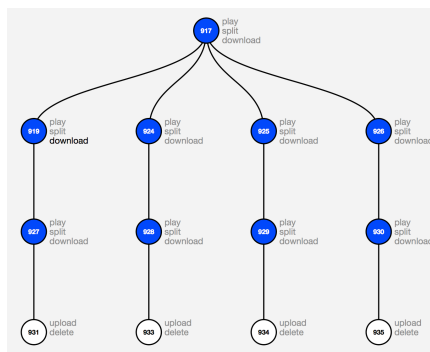 917
play
split
download
919
play
split
download
924
play
split
download
925
play
split
download
926
play
split
download
927
play
split
download
928
play
split
download
929
play
split
download
930
play
split
download
931
upload
delete
933
upload
delete
934
upload
delete
935
upload
delete